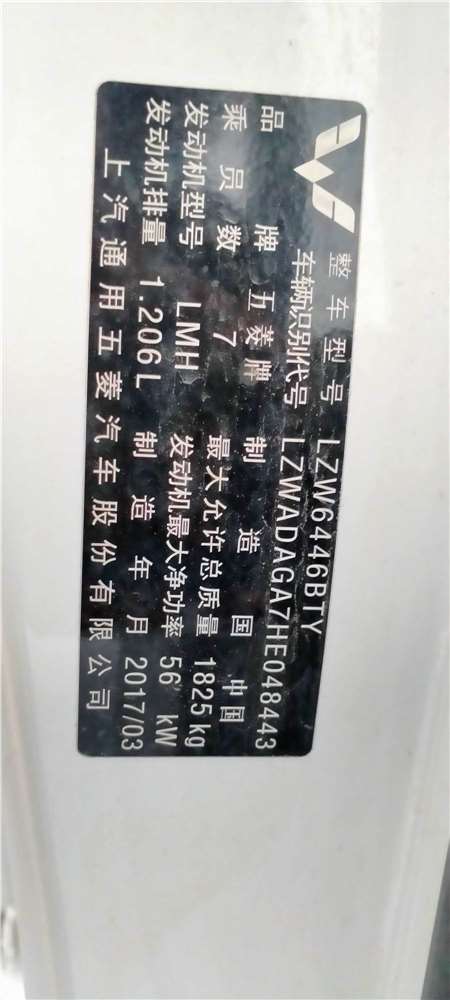 整车型号 LZW6446BTY
车辆识别代号 LZWADAGA7HE048443
品牌 五菱牌 制造国 中国
乘员数 7 最大允许总质量 1825 kg
发动机型号 LMH 发动机最大净功率 56 kW
发动机排量 1.206L 制造年月 2017/03
上汽通用五菱汽车股份有限公司